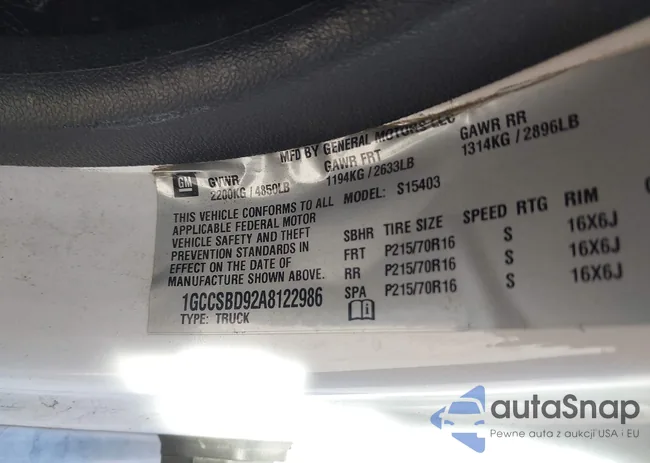 MFD BY GENERAL MOTORS LLC
GM GVWR GAWR FRT GAWR RR
2200KG / 4850LB 1194KG / 2633LB 1314KG / 2896LB
THIS VEHICLE CONFORMS TO ALL MODEL: S15403
APPLICABLE FEDERAL MOTOR
VEHICLE SAFETY AND THEFT
PREVENTION STANDARDS IN
EFFECT ON THE DATE OF
MANUFACTURE SHOWN ABOVE.
1GCCSBD92A8122986
TYPE: TRUCK
SBHR TIRE SIZE SPEED RTG RIM
FRT P215/70R16 S 16X6J
RR P215/70R16 S 16X6J
SPA P215/70R16 S 16X6J
autaSnap
Pewne auta z aukcji USA i EU